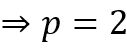 ⇒ p = 2